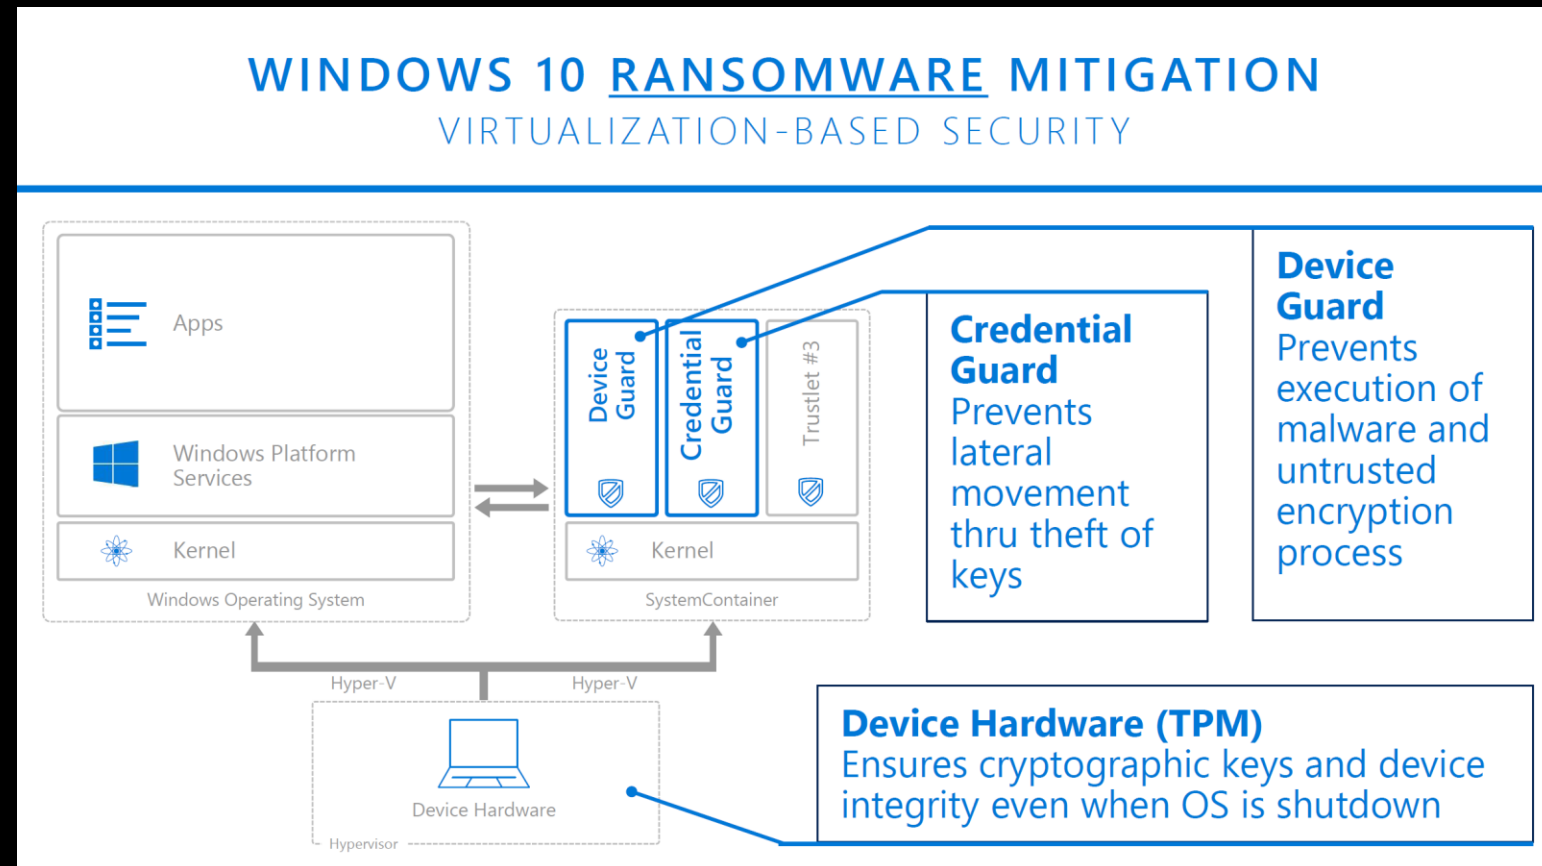 WINDOWS 10 RANSOMWARE MITIGATION
VIRTUALIZATION-BASED SECURITY
Apps
Windows Platform
Services
Kernel
Windows Operating System
Device
Guard
Credential
Guard
Trustlet #3
Kernel
SystemContainer
Credential
Guard
Prevents
lateral
movement
thru theft of
keys
Device
Guard
Prevents
execution of
malware and
untrusted
encryption
process
Hyper-V
Hyper-V
Device Hardware
Hypervisor
Device Hardware (TPM)
Ensures cryptographic keys and device
integrity even when OS is shutdown